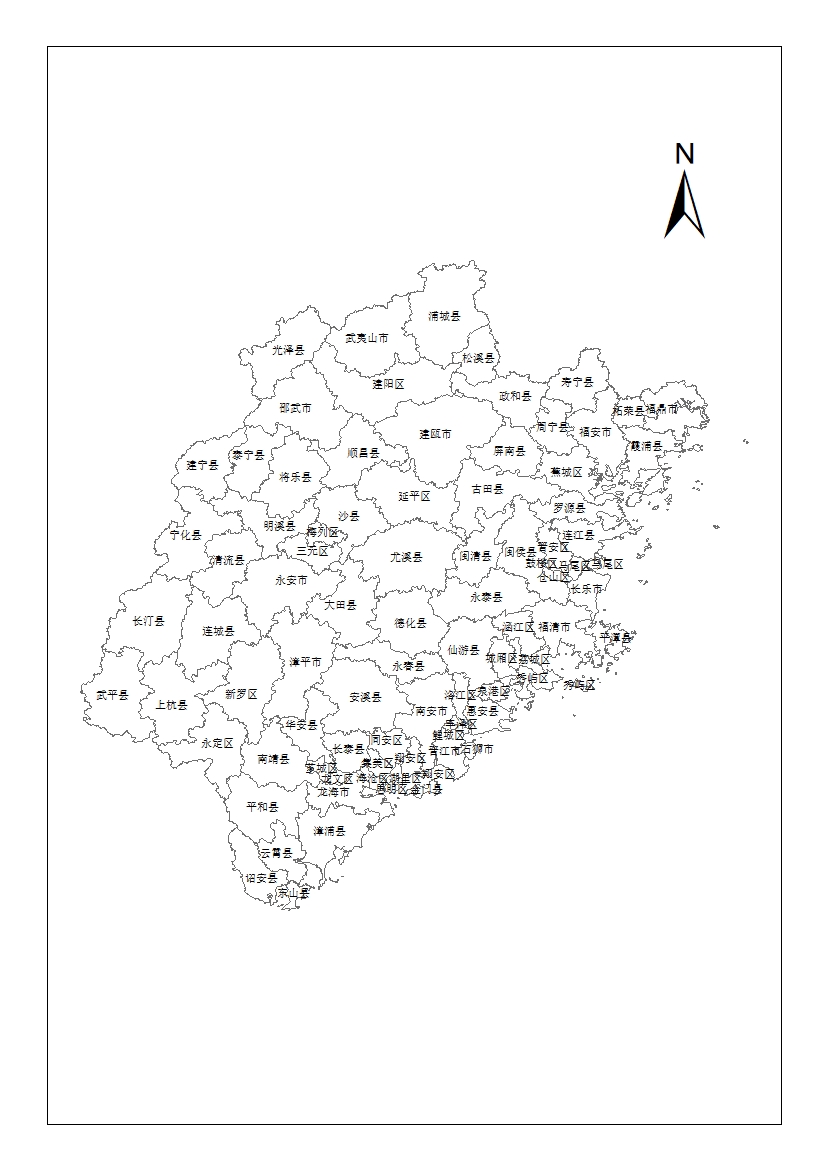 N
浦城县
武夷山市
光泽县
松溪县
建阳区
寿宁县
政和县
邵武市
柘荣县
福鼎市
周宁县
福安市
建瓯市
霞浦县
屏南县
顺昌县
泰宁县
建宁县
蕉城区
将乐县
古田县
延平区
罗源县
沙县
明溪县
梅列区
宁化县
连江县
晋安区
三元区
闽侯县
尤溪县
闽清县
清流县
鼓楼区
马尾区
马尾区
仓山区
永安市
长乐市
永泰县
大田县
长汀县
德化县
连城县
涵江区
福清市
平潭县
仙游县
城厢区
荔城区
漳平市
永春县
秀屿区
秀屿区
武平县
新罗区
安溪县
洛江区
泉港区
上杭县
南安市
惠安县
华安县
丰泽区
鲤城区
永定区
同安区
长泰县
晋江市
石狮市
南靖县
翔安区
集美区
芗城区
翔安区
龙文区
海沧区
湖里区
龙海市
思明区
金门县
平和县
漳浦县
云霄县
诏安县
东山县